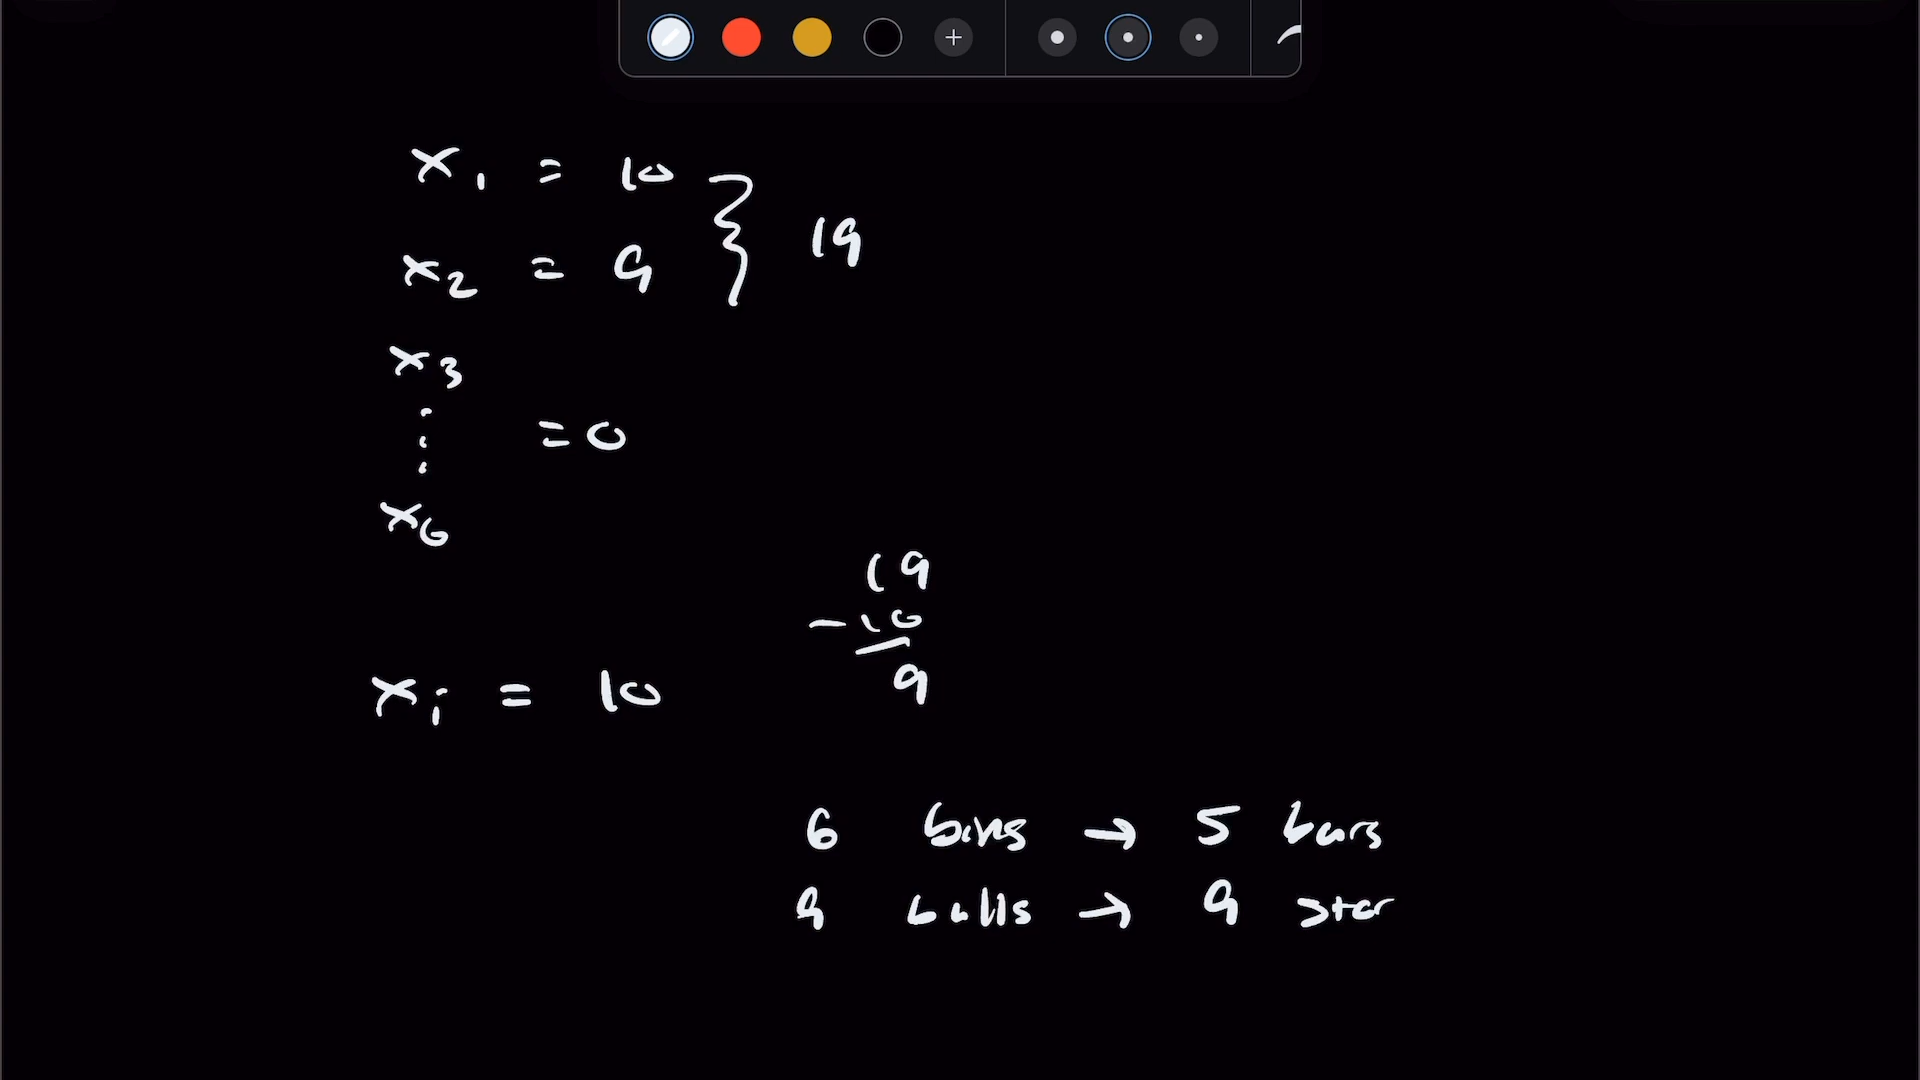 x₁ = 10
x₂ = 9
} 19
x₃
⋮ = 0
x₆
19
-10
9
xᵢ = 10
6 bins → 5 bars
9 balls → 9 star